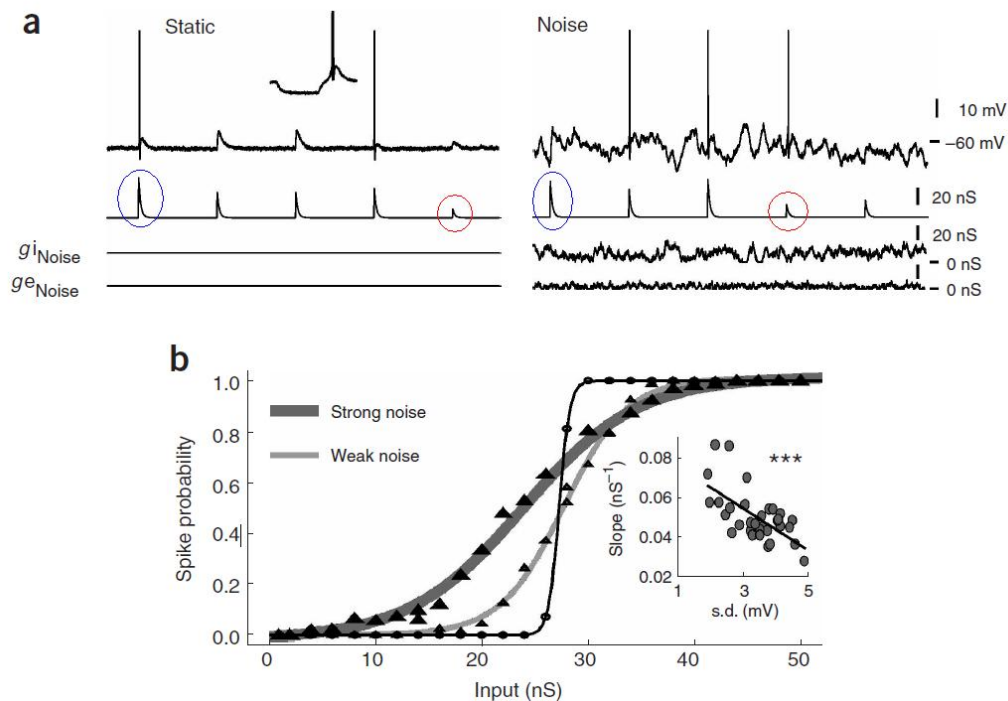 a
Static
Noise
10 mV
–60 mV
20 nS
20 nS
giNoise
0 nS
geNoise
0 nS
b
1.0
0.8
0.6
0.4
0.2
0.0
Spike probability
Strong noise
Weak noise
0
10
20
30
40
50
Input (nS)
***
0.08
0.06
0.04
0.02
Slope (nS⁻¹)
1
3
5
s.d. (mV)